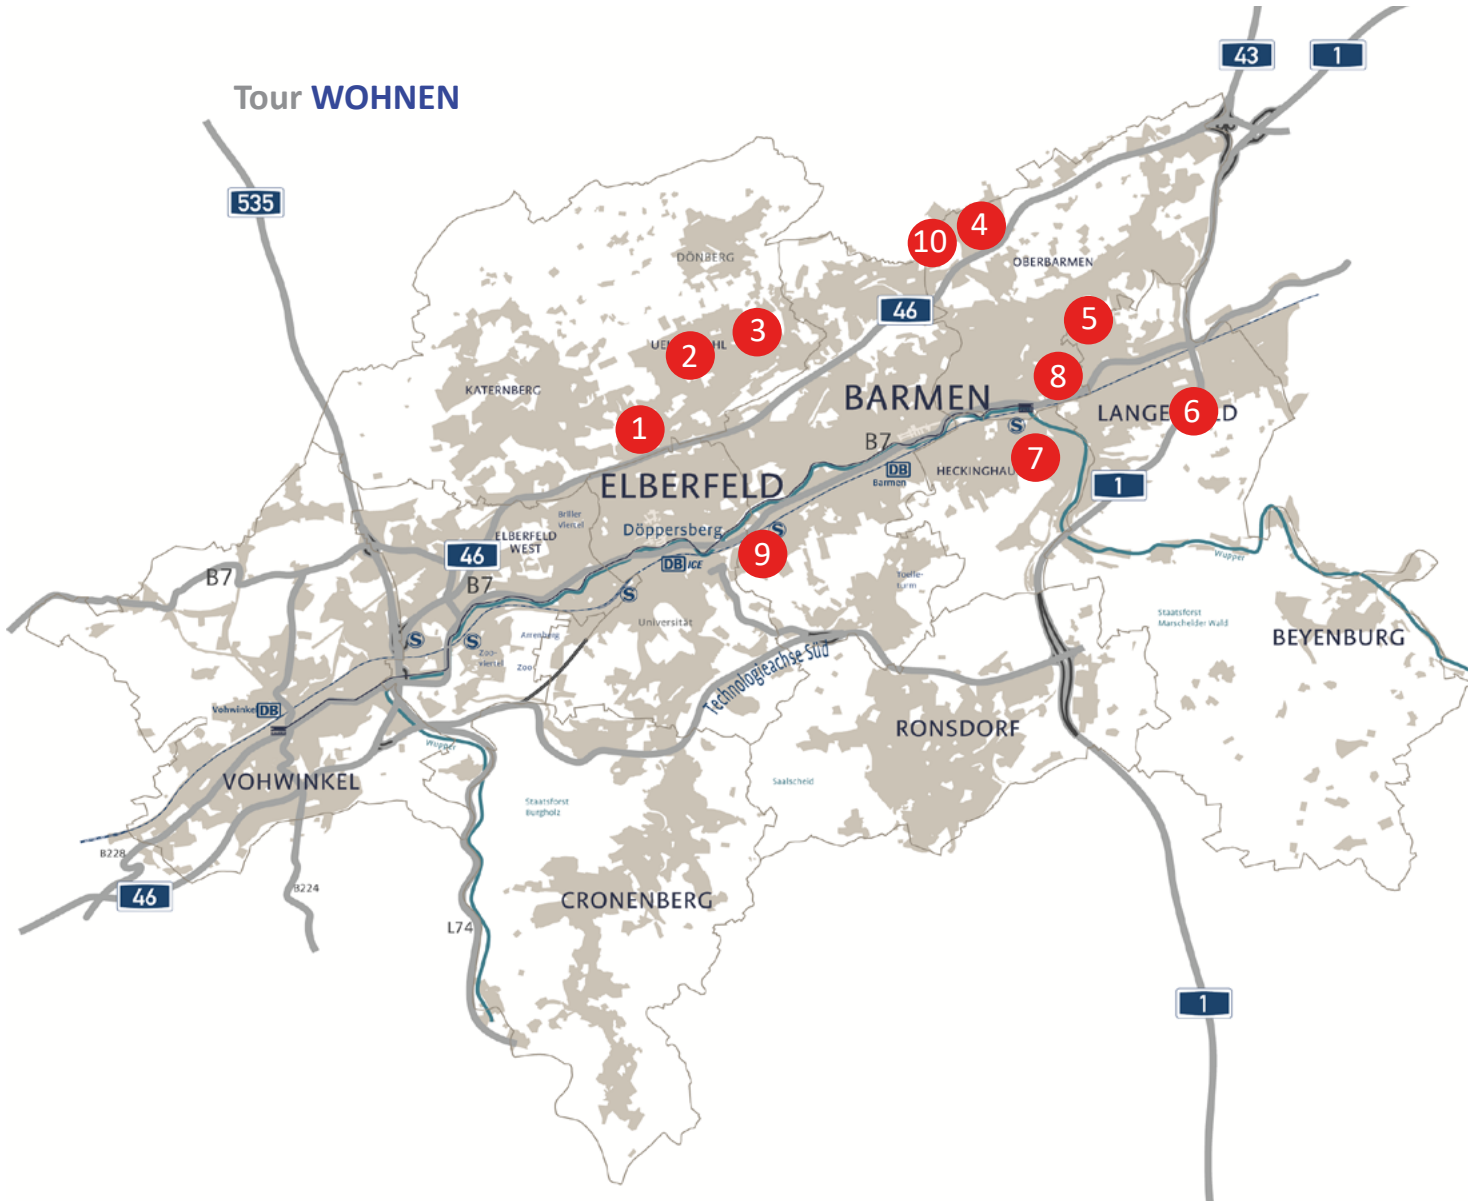 43
1
Tour WOHNEN
535
10
4
DÖNBERG
OBERBARMEN
46
3
5
2
8
KATERNBERG
BARMEN
6
1
B7
S
7
HECKINGHAU
DB
Barmen
ELBERFELD
1
Briller
Viertel
Döppersberg
S
ELBERFELD
WEST
46
9
DB ICE
Wupper
B7
B7
S
Toelle-
turm
Universität
Staatsforst
Marschelder Wald
BEYENBURG
S
S
Arrenberg
Zoo-
viertel
Zoo
Technologieachse Süd
Vohwinkel DB
RONSDORF
Wupper
VOHWINKEL
Saalscheid
Staatsforst
Burgholz
B228
46
B224
CRONENBERG
L74
1